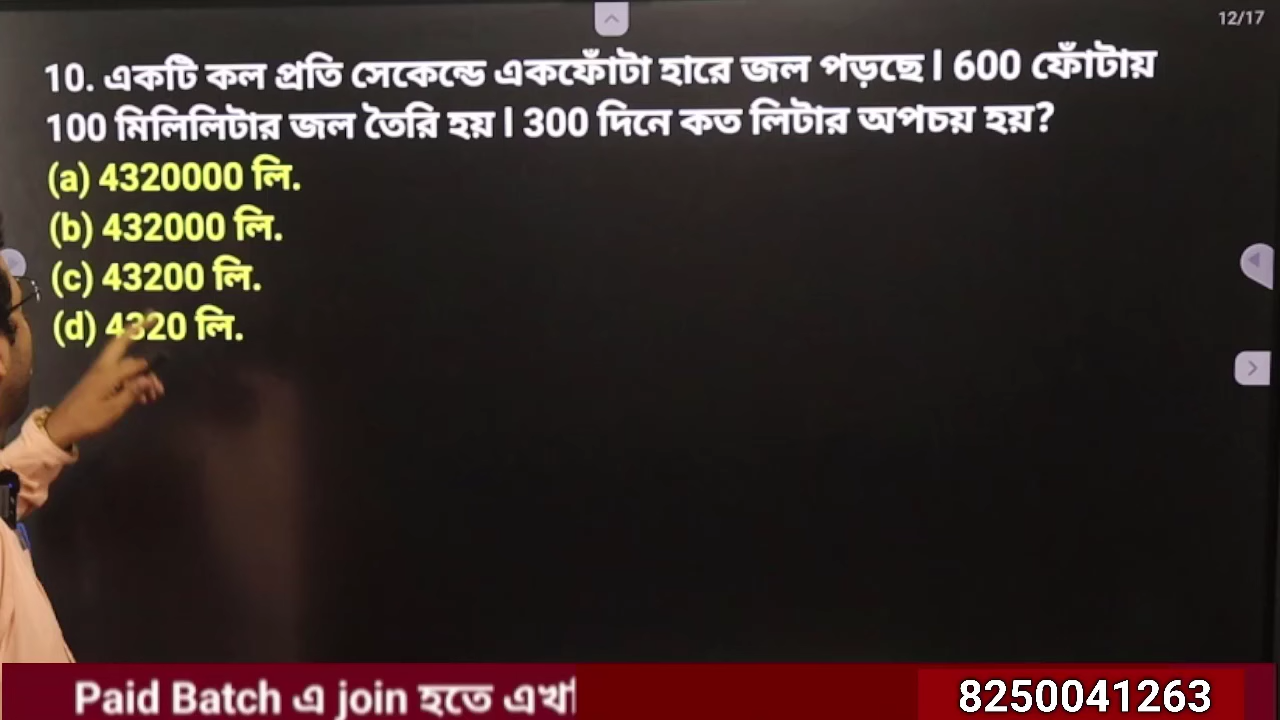 12/17
10. একটি কল প্রতি সেকেন্ডে একফোঁটা হারে জল পড়ছে l 600 ফোঁটায়
100 মিলিলিটার জল তৈরি হয় l 300 দিনে কত লিটার অপচয় হয়?
(a) 4320000 লি.
(b) 432000 লি.
(c) 43200 লি.
(d) 4320 লি.
Paid Batch এ join হতে এখা
8250041263